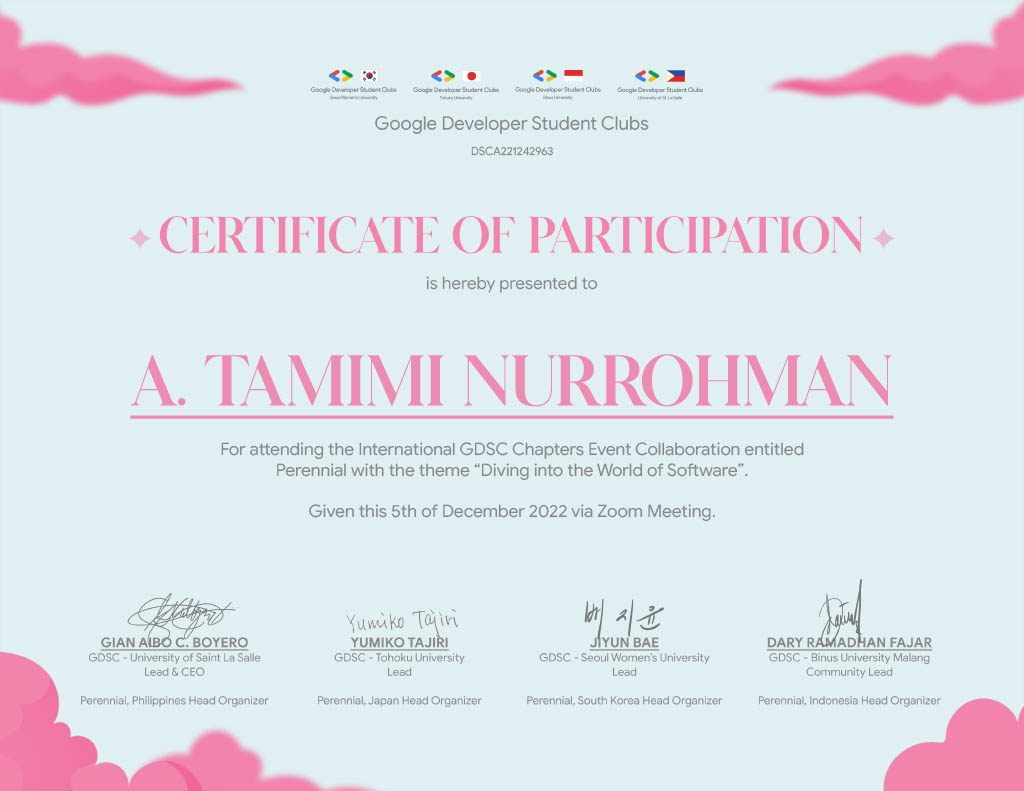 Google Developer Student Clubs Google Developer Student Clubs Google Developer Student Clubs Google Developer Student Clubs
Seoul Women's University Tohoku University Binus University University of St. La Salle
Google Developer Student Clubs
DSCA221242963
CERTIFICATE OF PARTICIPATION
is hereby presented to
A. TAMIMI NURROHMAN
For attending the International GDSC Chapters Event Collaboration entitled
Perennial with the theme “Diving into the World of Software”.
Given this 5th of December 2022 via Zoom Meeting.
Yumiko Tajiri 배지윤
GIAN AIBO C. BOYERO YUMIKO TAJIRI JIYUN BAE DARY RAMADHAN FAJAR
GDSC - University of Saint La Salle GDSC - Tohoku University GDSC - Seoul Women's University GDSC - Binus University Malang
Lead & CEO Lead Lead Community Lead
Perennial, Philippines Head Organizer Perennial, Japan Head Organizer Perennial, South Korea Head Organizer Perennial, Indonesia Head Organizer